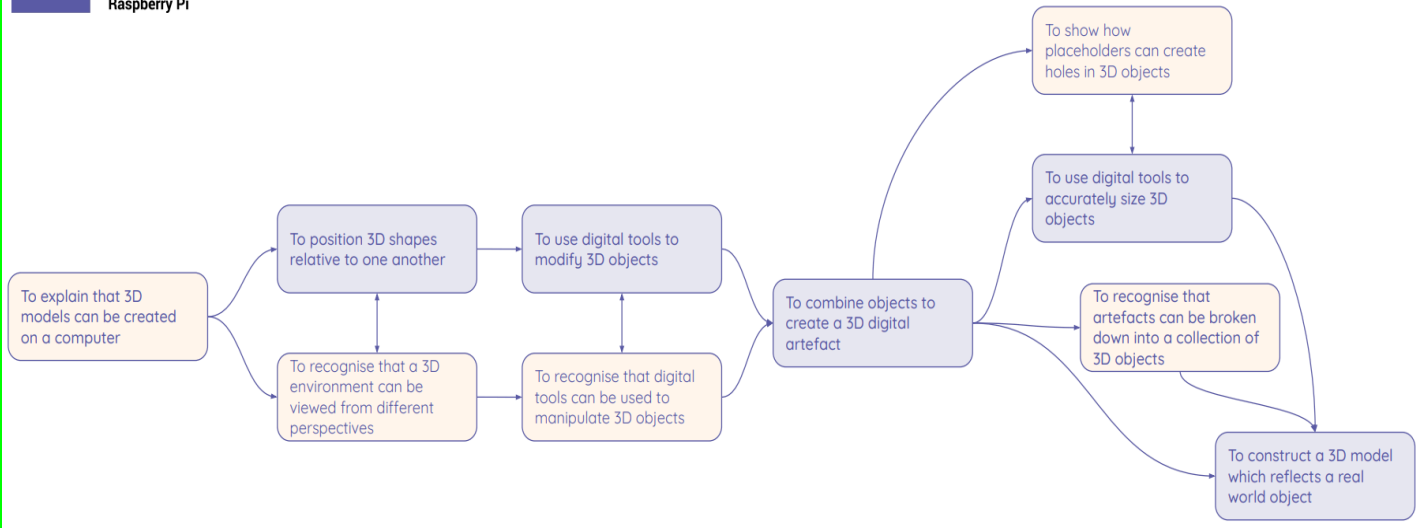 Raspberry Pi
To explain that 3D
models can be created
on a computer
To position 3D shapes
relative to one another
To recognise that a 3D
environment can be
viewed from different
perspectives
To use digital tools to
modify 3D objects
To recognise that digital
tools can be used to
manipulate 3D objects
To combine objects to
create a 3D digital
artefact
To show how
placeholders can create
holes in 3D objects
To use digital tools to
accurately size 3D
objects
To recognise that
artefacts can be broken
down into a collection of
3D objects
To construct a 3D model
which reflects a real
world object